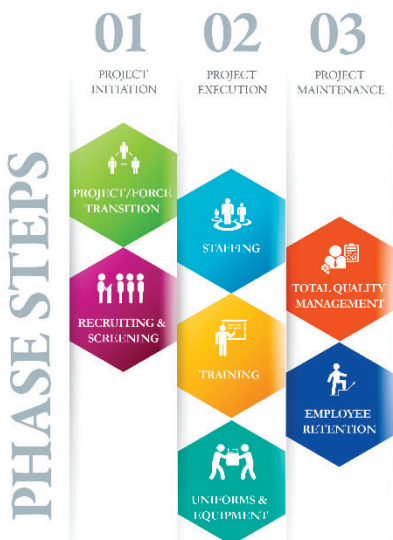 PHASE STEPS
01
PROJECT
INITIATION
PROJECT/FORCE
TRANSITION
RECRUITING &
SCREENING
02
PROJECT
EXECUTION
STAFFING
TRAINING
UNIFORMS &
EQUIPMENT
03
PROJECT
MAINTENANCE
TOTAL QUALITY
MANAGEMENT
EMPLOYEE
RETENTION